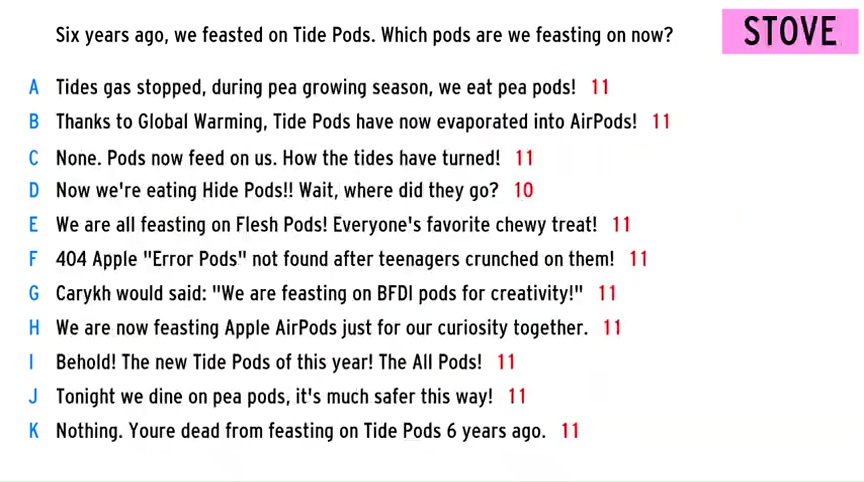 Six years ago, we feasted on Tide Pods. Which pods are we feasting on now?
STOVE
A Tides gas stopped, during pea growing season, we eat pea pods! 11
B Thanks to Global Warming, Tide Pods have now evaporated into AirPods! 11
C None. Pods now feed on us. How the tides have turned! 11
D Now we're eating Hide Pods!! Wait, where did they go? 10
E We are all feasting on Flesh Pods! Everyone's favorite chewy treat! 11
F 404 Apple "Error Pods" not found after teenagers crunched on them! 11
G Carykh would said: "We are feasting on BFDI pods for creativity!" 11
H We are now feasting Apple AirPods just for our curiosity together. 11
I Behold! The new Tide Pods of this year! The All Pods! 11
J Tonight we dine on pea pods, it's much safer this way! 11
K Nothing. Youre dead from feasting on Tide Pods 6 years ago. 11